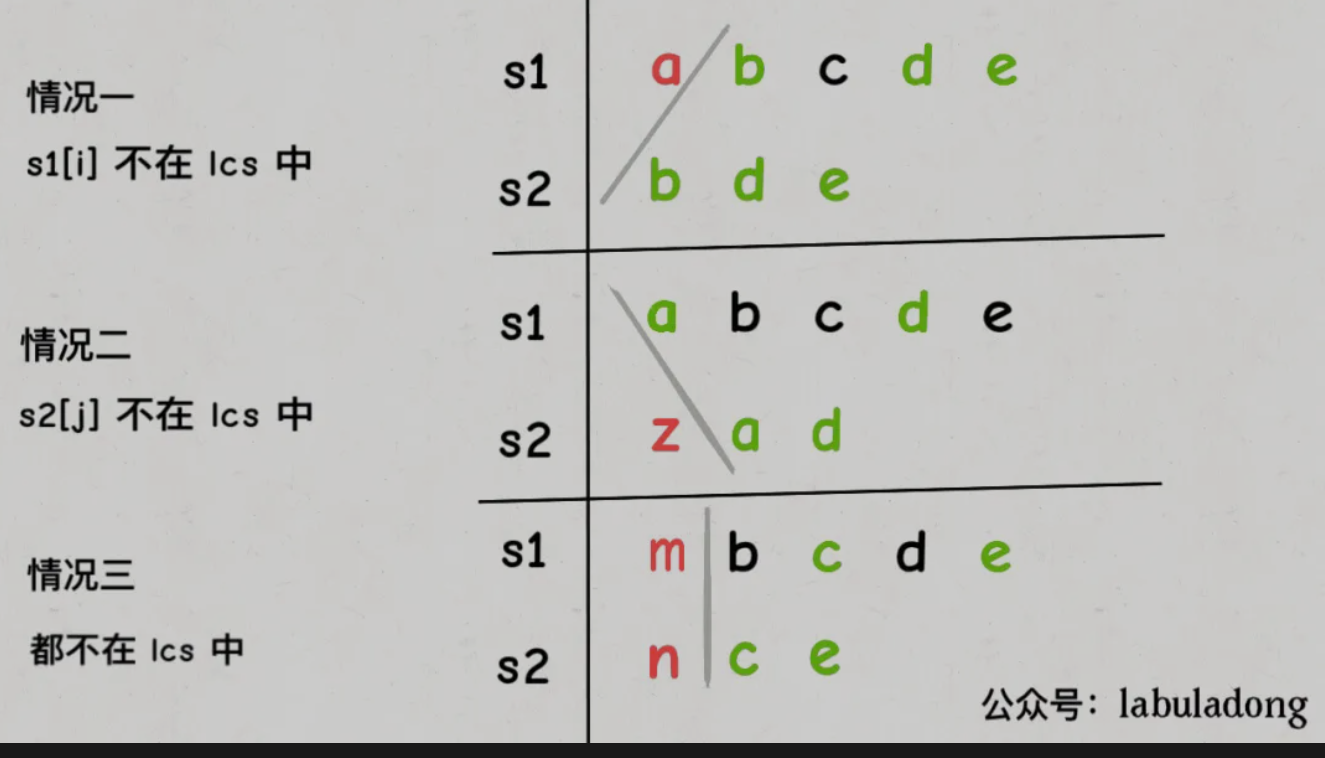 情况一
s1[i] 不在 lcs 中
s1 a b c d e
s2 b d e
情况二
s2[j] 不在 lcs 中
s1 a b c d e
s2 z a d
情况三
都不在 lcs 中
s1 m b c d e
s2 n c e
公众号：labuladong